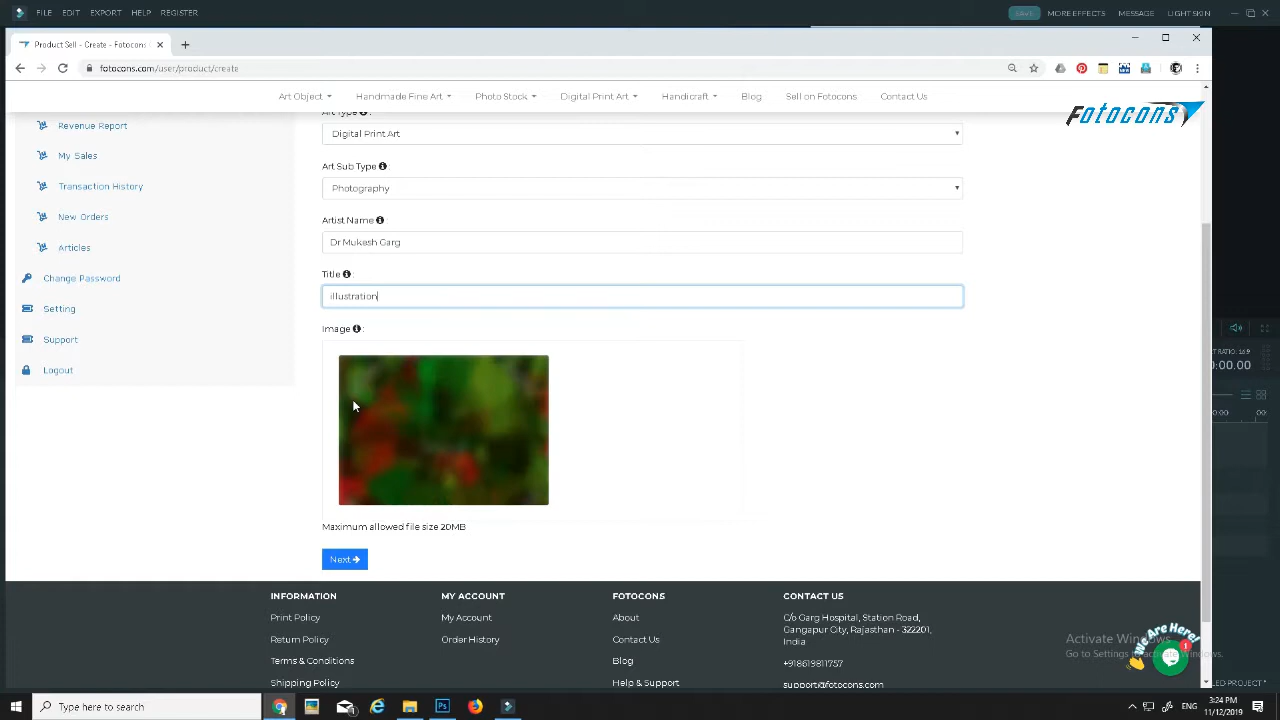 FILE EDIT EXPORT HELP REGISTER SAVE MORE EFFECTS MESSAGE LIGHT SKIN
Product Sell - Create - Fotocons
fotocons.com/user/product/create
Art Object Handmade Fine Art Photo Stock Digital Print Art Handicraft Blog Sell on Fotocons Contact Us
Fotocons
Art Type :
Revenue Report
Digital Print Art
My Sales
Art Sub Type :
Transaction History
Photography
New Orders
Artist Name :
Articles
Dr Mukesh Garg
Change Password
Title :
illustration
Setting
Image :
Support
Logout
Maximum allowed file size 20MB
Next
INFORMATION MY ACCOUNT FOTOCONS CONTACT US
Print Policy My Account About C/o Garg Hospital, Station Road,
Gangapur City, Rajasthan - 322201,
India
Return Policy Order History Contact Us
Terms & Conditions Blog +918619811757
Shipping Policy Help & Support support@fotocons.com
We Are Here!
1
Activate Windows
Go to Settings to activate Windows.
Type here to search
ENG
3:24 PM
11/12/2019